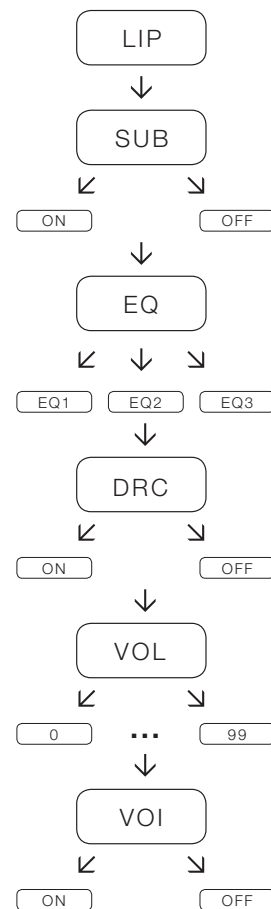 LIP
SUB
ON OFF
EQ
EQ1 EQ2 EQ3
DRC
ON OFF
VOL
0 ... 99
VOI
ON OFF